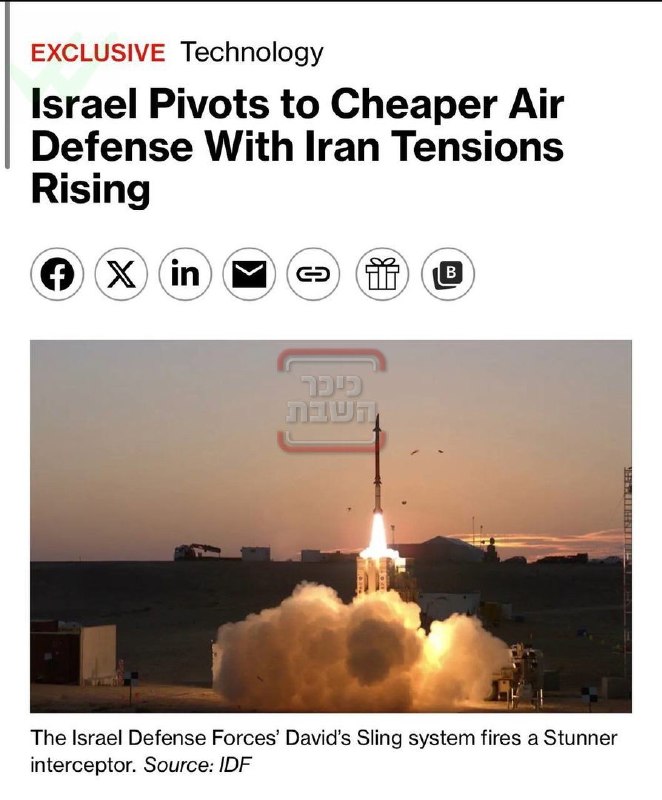 EXCLUSIVE Technology
Israel Pivots to Cheaper Air
Defense With Iran Tensions
Rising
f X in B
כיכר
השבת
The Israel Defense Forces’ David’s Sling system fires a Stunner
interceptor. Source: IDF